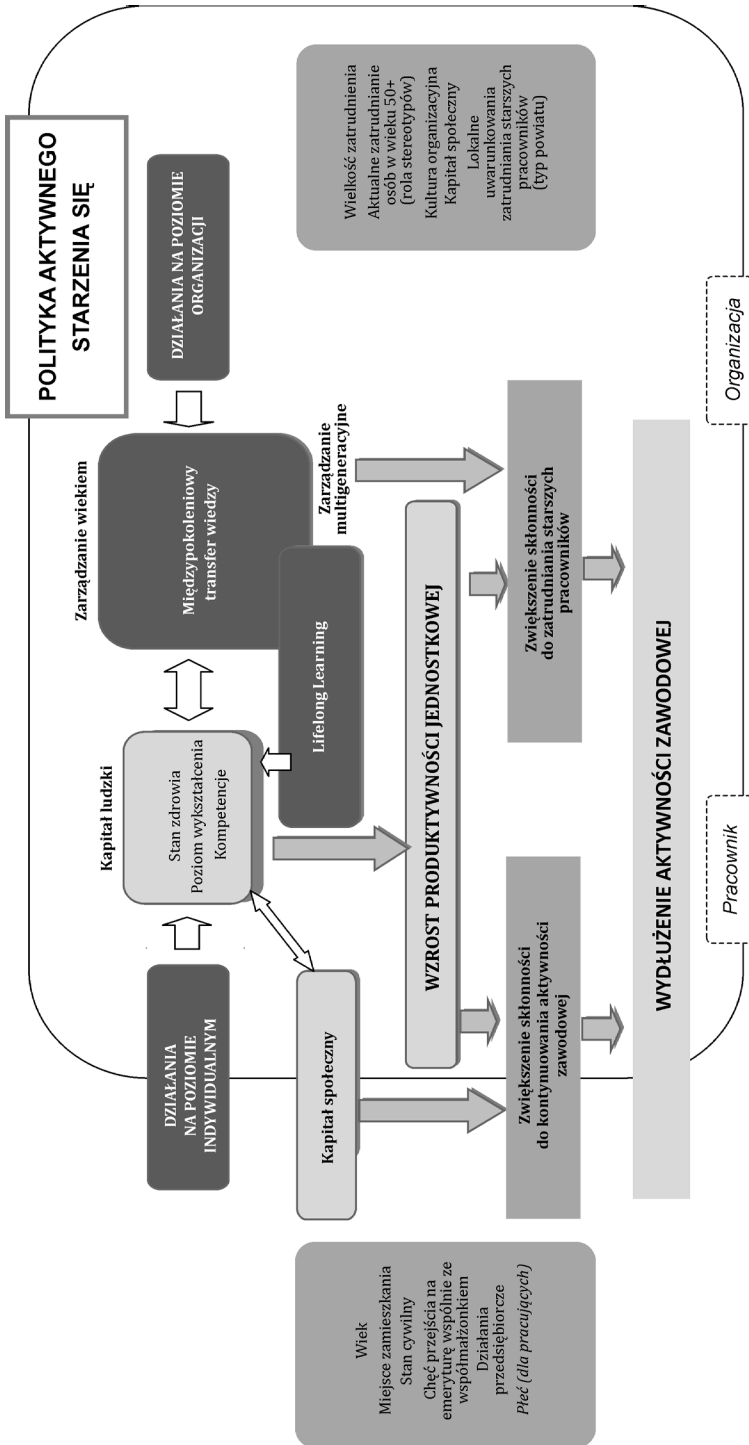 POLITYKA AKTYWNEGO
STARZENIA SIĘ
DZIAŁANIA
NA POZIOMIE
INDYWIDUALNYM
Kapitał ludzki
Stan zdrowia
Poziom wykształcenia
Kompetencje
Zarządzanie wiekiem
Międzypokoleniowy
transfer wiedzy
DZIAŁANIA NA POZIOMIE
ORGANIZACJI
Lifelong Learning
Zarządzanie
multigeneracyjne
Kapitał społeczny
Wiek
Miejsce zamieszkania
Stan cywilny
Chęć przejścia na
emeryturę wspólnie ze
współmałżonkiem
Działania
przedsiębiorcze
Płeć (dla pracujących)
WZROST PRODUKTYWNOŚCI JEDNOSTKOWEJ
Wielkość zatrudnienia
Aktualne zatrudnianie
osób w wieku 50+
(rola stereotypów)
Kultura organizacyjna
Kapitał społeczny
Lokalne
uwarunkowania
zatrudniania starszych
pracowników
(typ powiatu)
Zwiększenie skłonności
do kontynuowania aktywności
zawodowej
Zwiększenie skłonności
do zatrudniania starszych
pracowników
WYDŁUŻENIE AKTYWNOŚCI ZAWODOWEJ
Pracownik
Organizacja